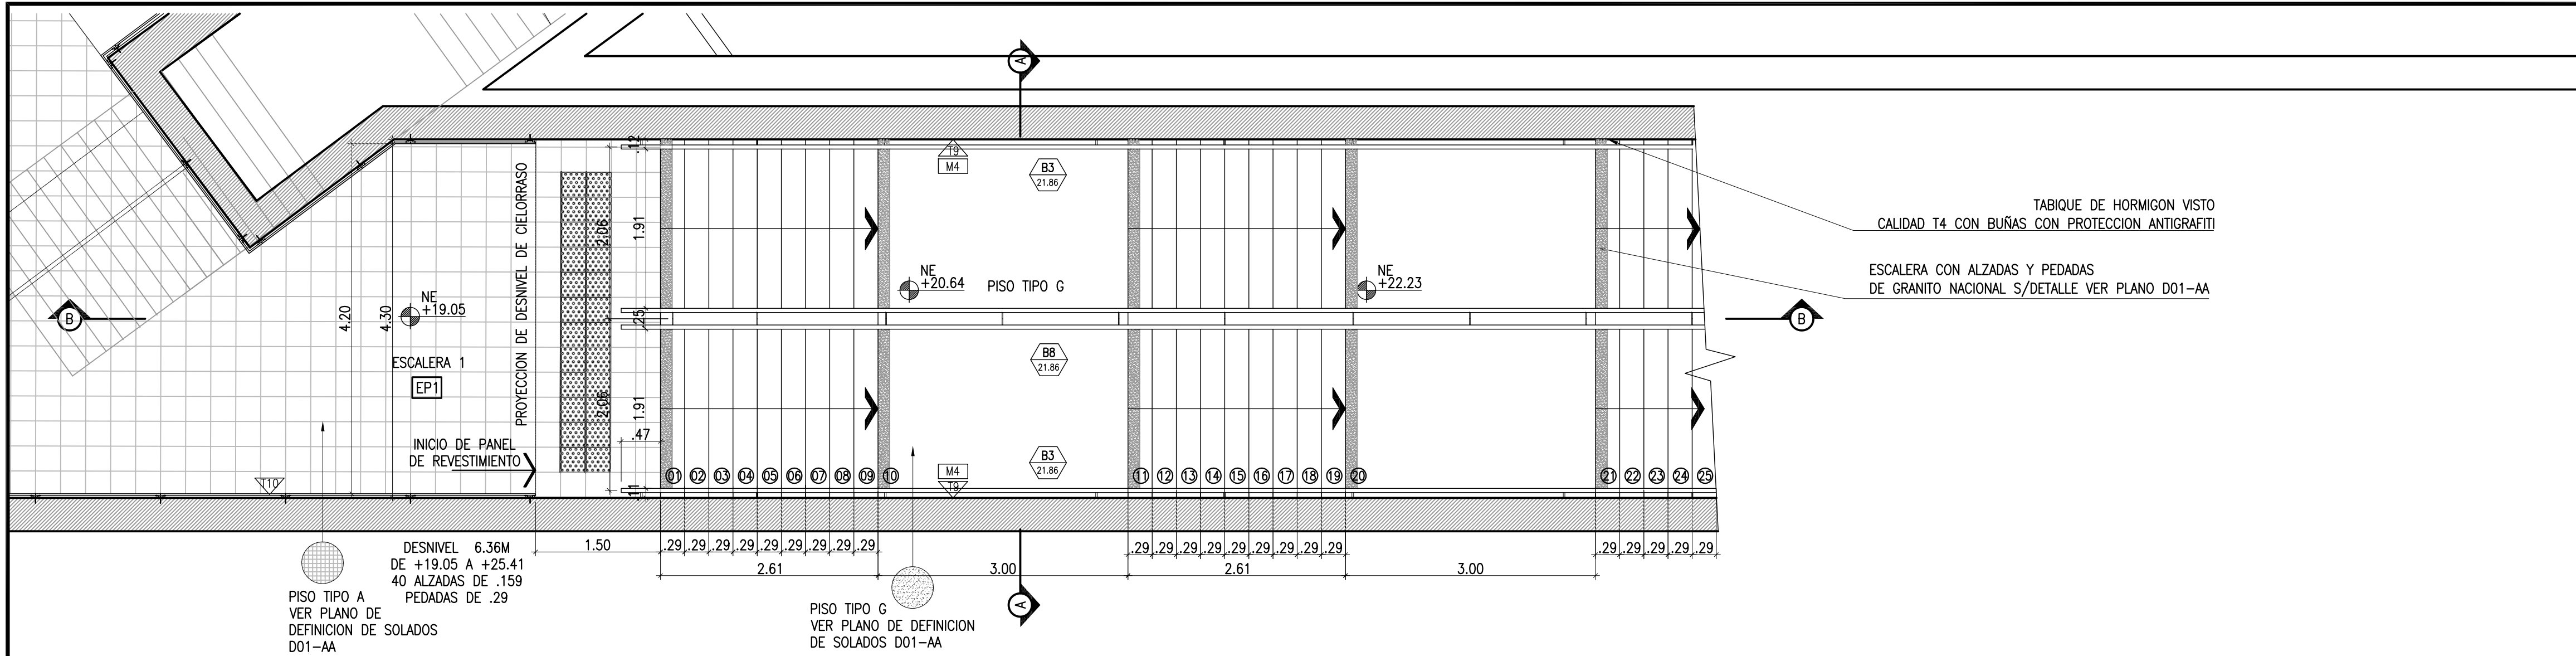 A
.12
T9
M4
B3
21.86
2.06
1.91
PROYECCION DE DESNIVEL DE CIELORRASO
4.20
4.30
NE
+19.05
NE
+20.64
PISO TIPO G
NE
+22.23
TABIQUE DE HORMIGON VISTO
CALIDAD T4 CON BUÑAS CON PROTECCION ANTIGRAFITI
ESCALERA CON ALZADAS Y PEDADAS
DE GRANITO NACIONAL S/DETALLE VER PLANO D01-AA
B
B
.25
ESCALERA 1
EP1
B8
21.86
2.06
1.91
INICIO DE PANEL
DE REVESTIMIENTO
.47
M4
T9
B3
21.86
T10
.11
01 02 03 04 05 06 07 08 09 10
11 12 13 14 15 16 17 18 19 20
21 22 23 24 25
1.50
.29 .29 .29 .29 .29 .29 .29 .29 .29
.29 .29 .29 .29 .29 .29 .29 .29 .29
.29 .29 .29 .29 .29
2.61
3.00
2.61
3.00
DESNIVEL 6.36M
DE +19.05 A +25.41
40 ALZADAS DE .159
PEDADAS DE .29
PISO TIPO A
VER PLANO DE
DEFINICION DE SOLADOS
D01-AA
PISO TIPO G
VER PLANO DE DEFINICION
DE SOLADOS D01-AA
A